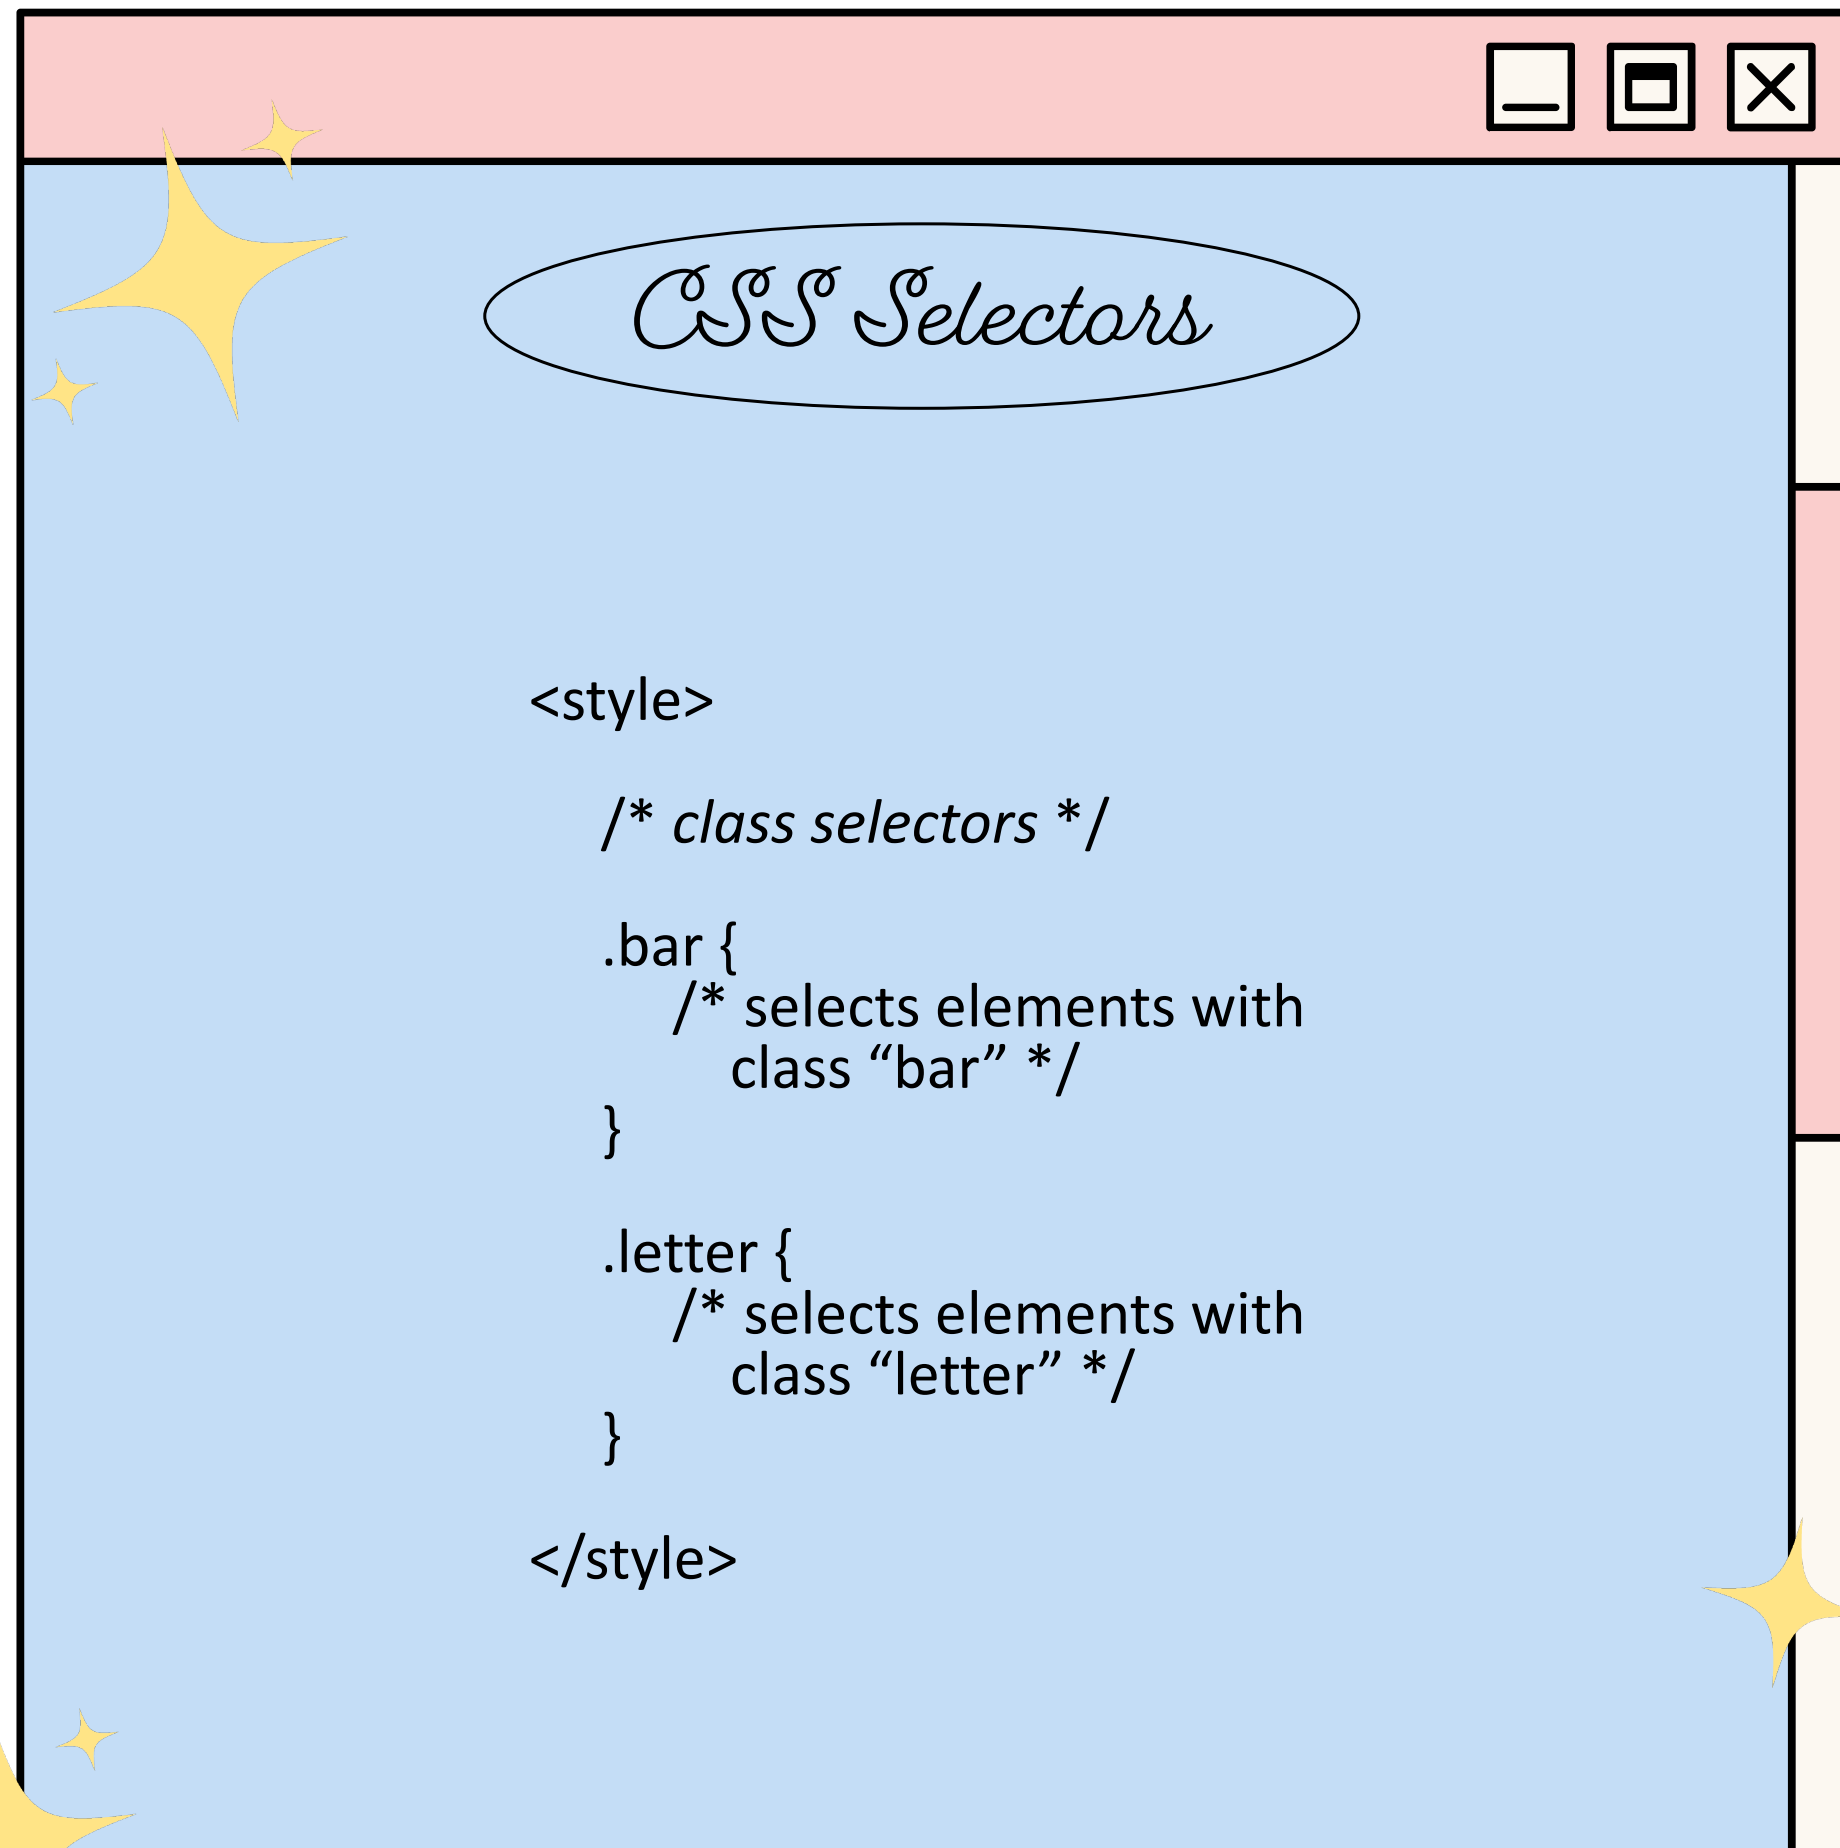 CSS Selectors
<style>
/* class selectors */
.bar {
/* selects elements with
class “bar” */
}
.letter {
/* selects elements with
class “letter” */
}
</style>